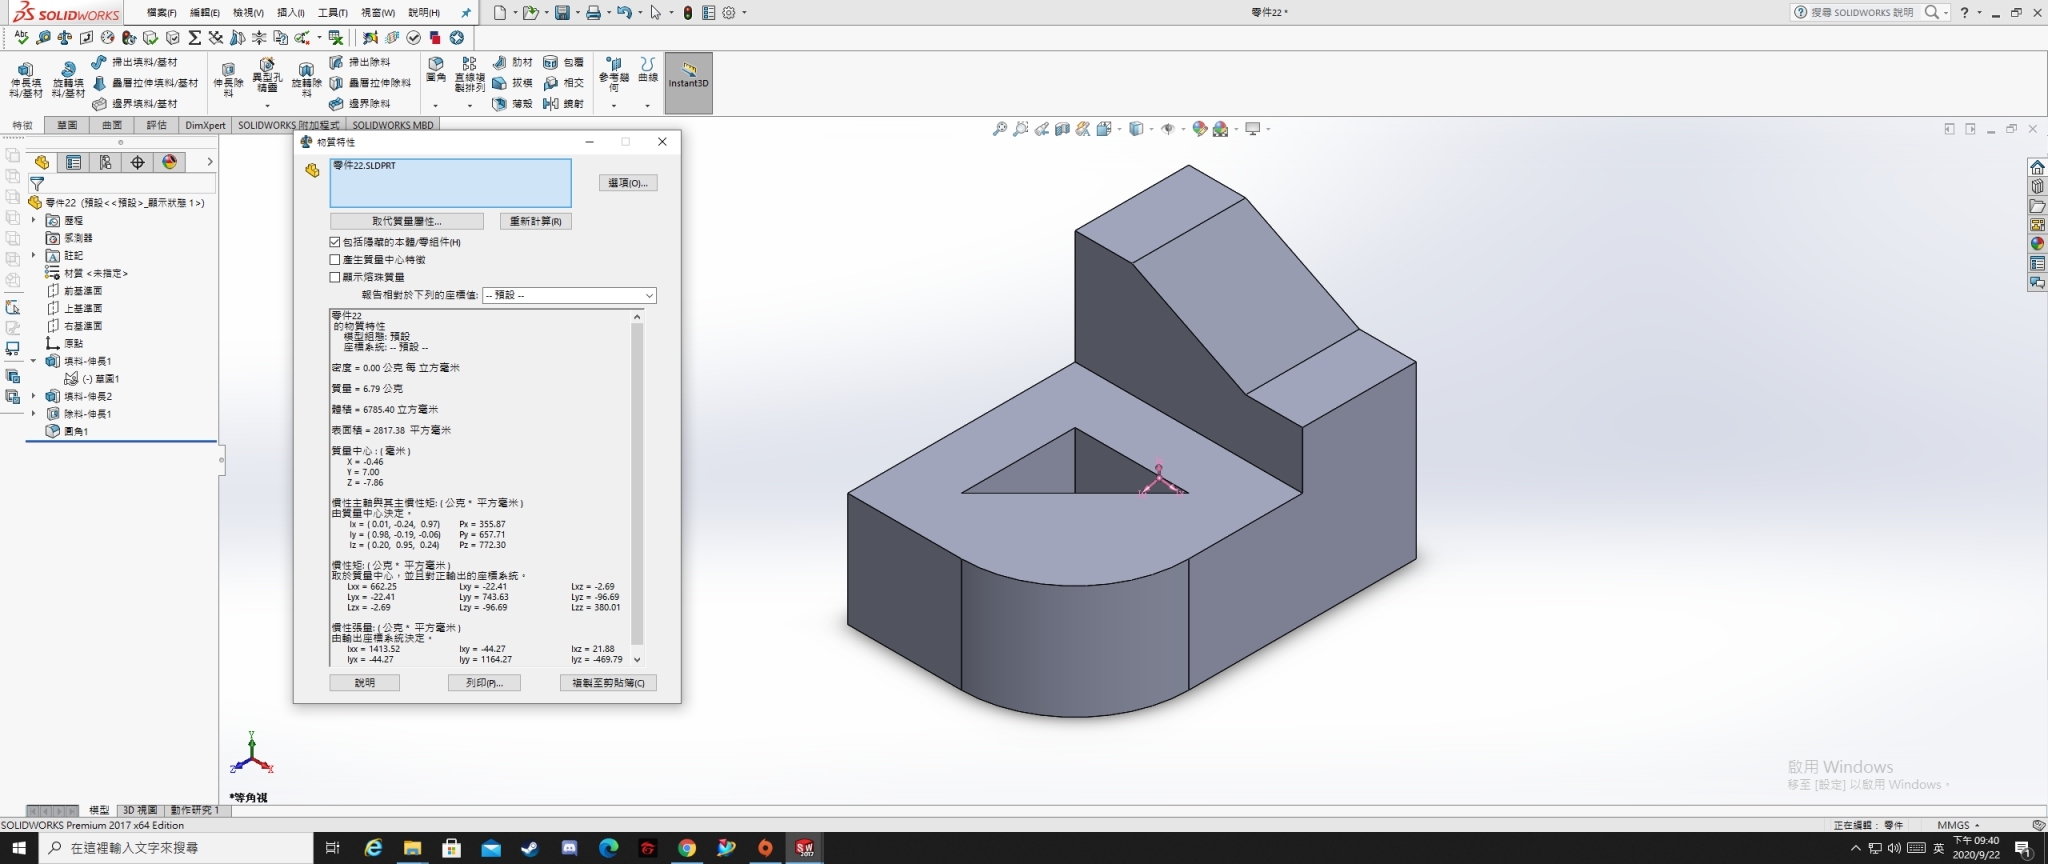 SOLIDWORKS
檔案(F) 編輯(E) 檢視(V) 插入(I) 工具(T) 視窗(W) 說明(H)
零件22 *
搜尋 SOLIDWORKS 說明
伸長填料/基材
旋轉填料/基材
掃出填料/基材
疊層拉伸填料/基材
邊界填料/基材
伸長除料
異型孔精靈
旋轉除料
掃出除料
疊層拉伸除料
邊界除料
圓角
直線複製排列
肋材
拔模
薄殼
包覆
相交
鏡射
參考幾何
曲線
Instant3D
特徵 草圖 曲面 評估 DimXpert SOLIDWORKS 附加程式 SOLIDWORKS MBD
零件22 (預設<<預設>_顯示狀態 1>)
歷程
感測器
註記
材質 <未指定>
前基準面
上基準面
右基準面
原點
填料-伸長1
(-) 草圖1
填料-伸長2
除料-伸長1
圓角1
物質特性
零件22.SLDPRT
選項(O)...
取代質量屬性... 重新計算(R)
包括隱藏的本體/零組件(H)
產生質量中心特徵
顯示熔珠質量
報告相對於下列的座標值: -- 預設 --
零件22
的物質特性
模型組態: 預設
座標系統: -- 預設 --
密度 = 0.00 公克 每 立方毫米
質量 = 6.79 公克
體積 = 6785.40 立方毫米
表面積 = 2817.38 平方毫米
質量中心 : ( 毫米 )
X = -0.46
Y = 7.00
Z = -7.86
慣性主軸與其主慣性矩: ( 公克 * 平方毫米 )
由質量中心決定。
Ix = ( 0.01, -0.24, 0.97) Px = 355.87
Iy = ( 0.98, -0.19, -0.06) Py = 657.71
Iz = ( 0.20, 0.95, 0.24) Pz = 772.30
慣性矩: ( 公克 * 平方毫米 )
取於質量中心，並且對正輸出的座標系統。
Lxx = 662.25 Lxy = -22.41 Lxz = -2.69
Lyx = -22.41 Lyy = 743.63 Lyz = -96.69
Lzx = -2.69 Lzy = -96.69 Lzz = 380.01
慣性張量: ( 公克 * 平方毫米 )
由輸出座標系統決定。
Ixx = 1413.52 Ixy = -44.27 Ixz = 21.88
Iyx = -44.27 Iyy = 1164.27 Iyz = -469.79
說明 列印(P)... 複製至剪貼簿(C)
Y
Z X
*等角視
啟用 Windows
移至 [設定] 以啟用 Windows。
模型 3D 視圖 動作研究 1
SOLIDWORKS Premium 2017 x64 Edition
正在編輯： 零件 MMGS
在這裡輸入文字來搜尋
英
下午 09:40
2020/9/22